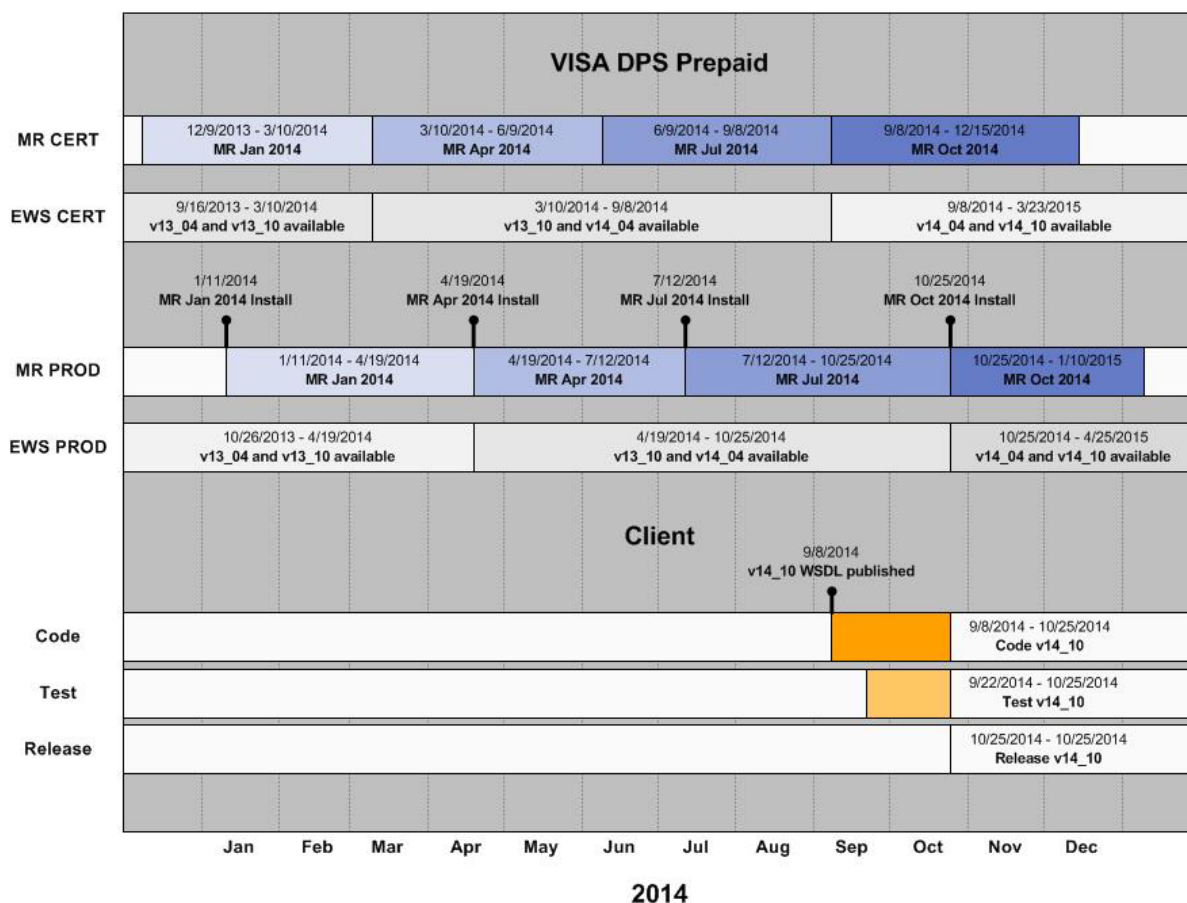 VISA DPS Prepaid
MR CERT
12/9/2013 - 3/10/2014
MR Jan 2014
3/10/2014 - 6/9/2014
MR Apr 2014
6/9/2014 - 9/8/2014
MR Jul 2014
9/8/2014 - 12/15/2014
MR Oct 2014
EWS CERT
9/16/2013 - 3/10/2014
v13_04 and v13_10 available
3/10/2014 - 9/8/2014
v13_10 and v14_04 available
9/8/2014 - 3/23/2015
v14_04 and v14_10 available
1/11/2014
MR Jan 2014 Install
4/19/2014
MR Apr 2014 Install
7/12/2014
MR Jul 2014 Install
10/25/2014
MR Oct 2014 Install
MR PROD
1/11/2014 - 4/19/2014
MR Jan 2014
4/19/2014 - 7/12/2014
MR Apr 2014
7/12/2014 - 10/25/2014
MR Jul 2014
10/25/2014 - 1/10/2015
MR Oct 2014
EWS PROD
10/26/2013 - 4/19/2014
v13_04 and v13_10 available
4/19/2014 - 10/25/2014
v13_10 and v14_04 available
10/25/2014 - 4/25/2015
v14_04 and v14_10 available
Client
9/8/2014
v14_10 WSDL published
Code
9/8/2014 - 10/25/2014
Code v14_10
Test
9/22/2014 - 10/25/2014
Test v14_10
Release
10/25/2014 - 10/25/2014
Release v14_10
Jan Feb Mar Apr May Jun Jul Aug Sep Oct Nov Dec
2014